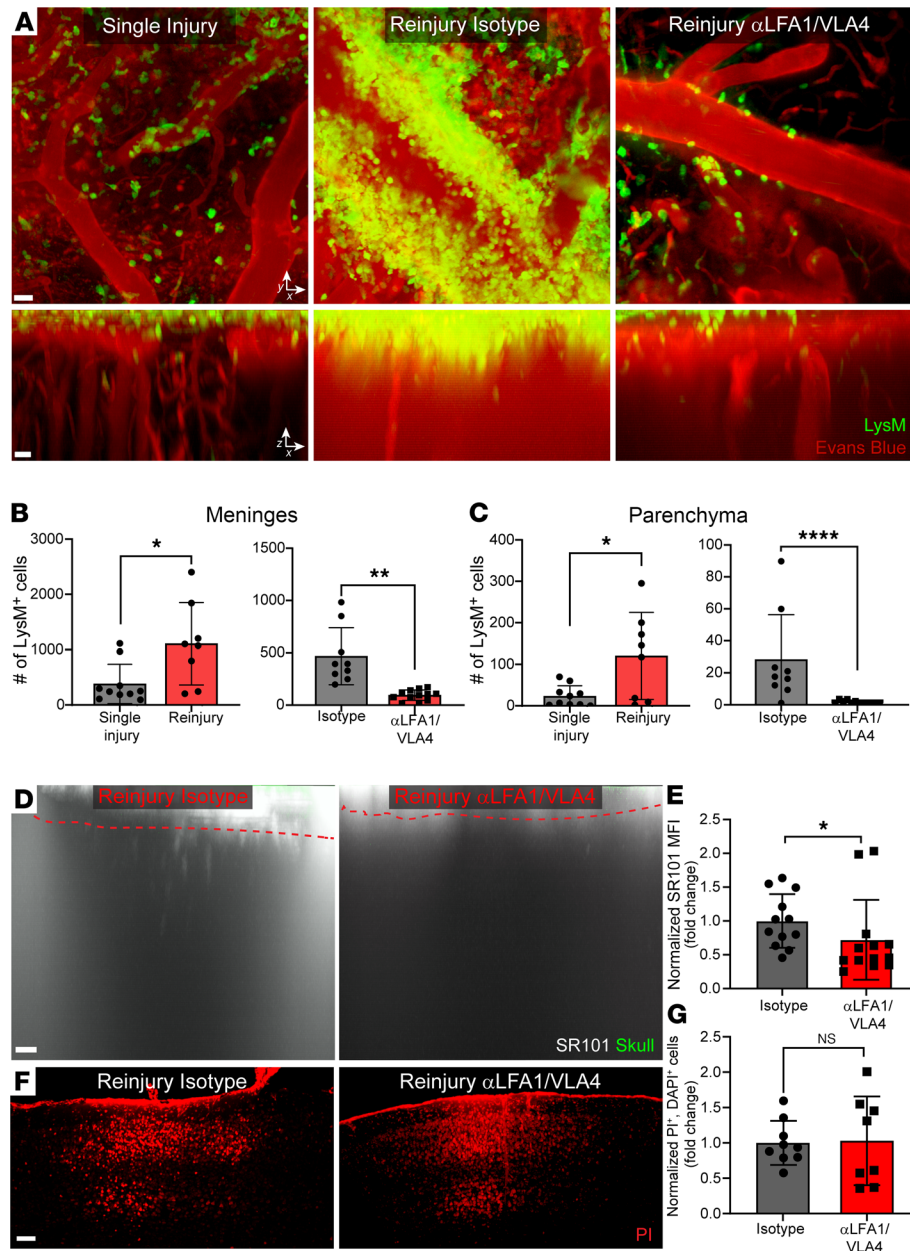 A
Single Injury
Reinjury Isotype
Reinjury αLFA1/VLA4
y
x
z
x
LysM
Evans Blue
B
Meninges
# of LysM⁺ cells
3000
2000
1000
0
*
Single injury
Reinjury
1500
1000
500
0
**
Isotype
αLFA1/
VLA4
C
Parenchyma
# of LysM⁺ cells
400
300
200
100
0
*
Single
injury
Reinjury
100
80
60
40
20
0
****
Isotype
αLFA1/
VLA4
D
Reinjury Isotype
Reinjury αLFA1/VLA4
SR101 Skull
E
Normalized SR101 MFI
(fold change)
2.5
2.0
1.5
1.0
0.5
0.0
*
Isotype
αLFA1/
VLA4
F
Reinjury Isotype
Reinjury αLFA1/VLA4
PI
G
Normalized PI⁺, DAPI⁺ cells
(fold change)
2.5
2.0
1.5
1.0
0.5
0.0
NS
Isotype
αLFA1/
VLA4